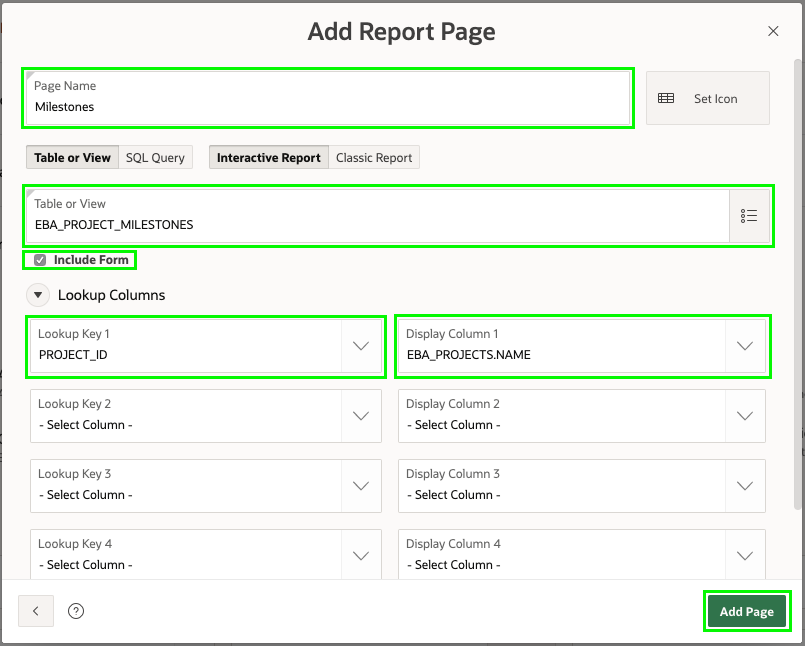 Add Report Page
Page Name
Milestones
Set Icon
Table or View
SQL Query
Interactive Report
Classic Report
Table or View
EBA_PROJECT_MILESTONES
Include Form
Lookup Columns
Lookup Key 1
PROJECT_ID
Display Column 1
EBA_PROJECTS.NAME
Lookup Key 2
- Select Column -
Display Column 2
- Select Column -
Lookup Key 3
- Select Column -
Display Column 3
- Select Column -
Lookup Key 4
- Select Column -
Display Column 4
- Select Column -
Add Page